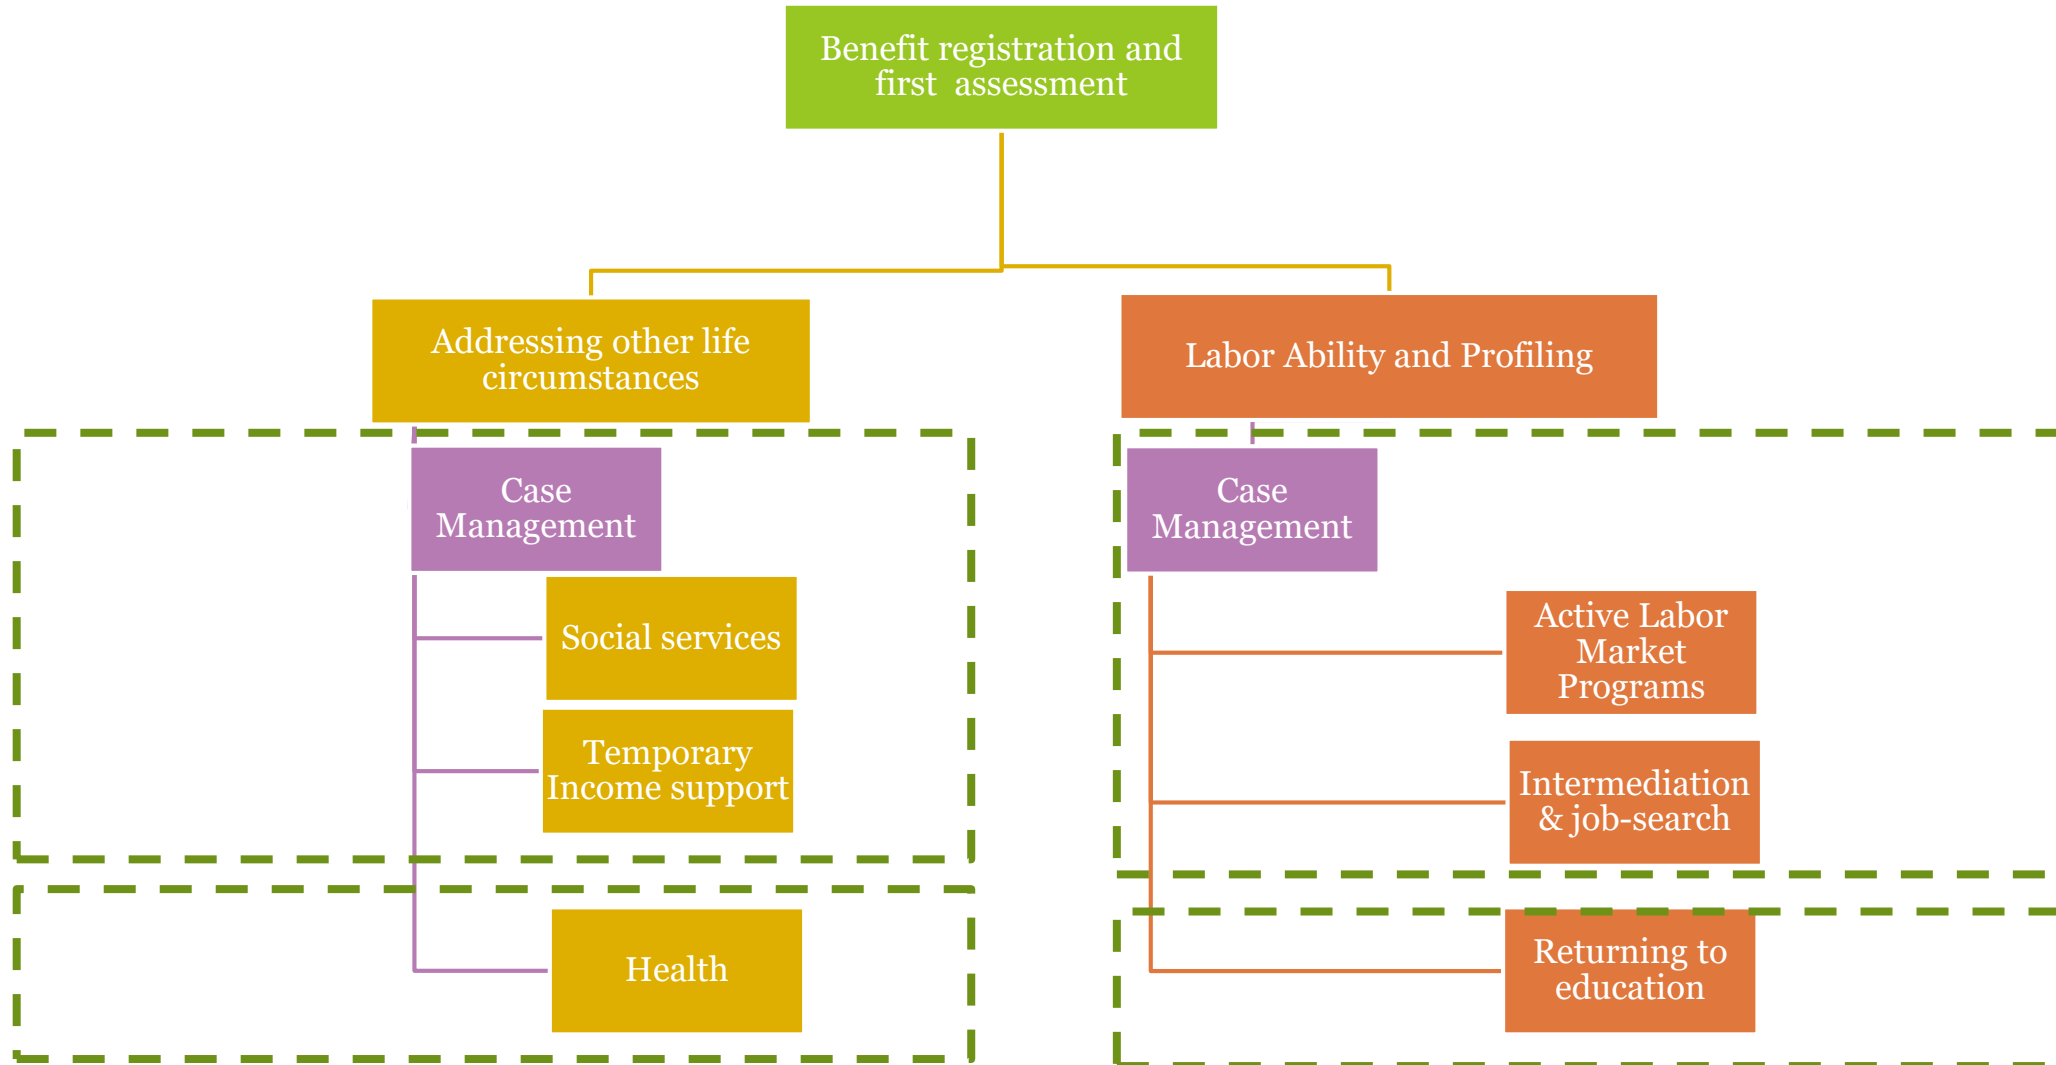 Benefit registration and
first assessment
Addressing other life
circumstances
Labor Ability and Profiling
Case
Management
Social services
Temporary
Income support
Health
Case
Management
Active Labor
Market
Programs
Intermediation
& job-search
Returning to
education